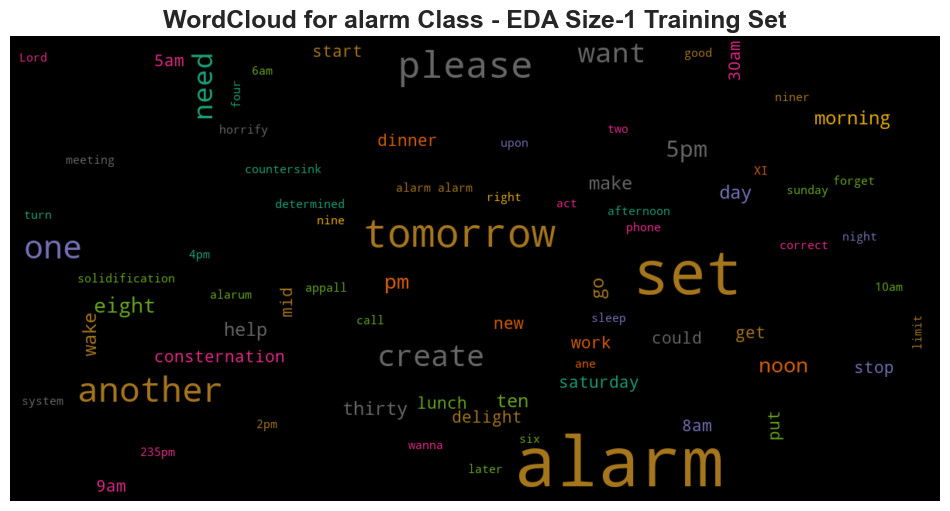 WordCloud for alarm Class - EDA Size-1 Training Set
Lord
5am
need
6am
four
start
please
want
good
30am
niner
morning
horrify
meeting
countersink
dinner
upon
two
5pm
XI
forget
sunday
day
make
alarm alarm
right
act
determined
nine
afternoon
phone
turn
one
4pm
tomorrow
set
correct
night
solidification
eight
alarum
mid
appall
pm
go
10am
wake
help
call
new
sleep
work
could
get
limit
consternation
create
ane
saturday
noon
stop
another
system
thirty
lunch
delight
ten
8am
put
2pm
235pm
9am
wanna
six
later
alarm